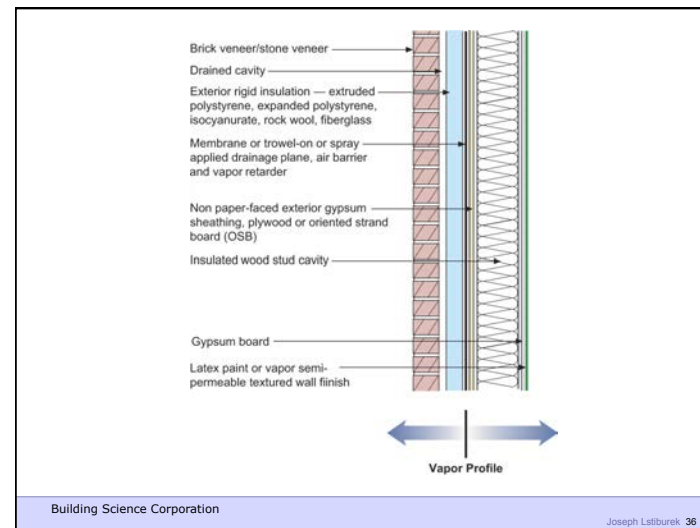 Brick veneer/stone veneer
Drained cavity
Exterior rigid insulation — extruded
polystyrene, expanded polystyrene,
isocyanurate, rock wool, fiberglass
Membrane or trowel-on or spray
applied drainage plane, air barrier
and vapor retarder
Non paper-faced exterior gypsum
sheathing, plywood or oriented strand
board (OSB)
Insulated wood stud cavity
Gypsum board
Latex paint or vapor semi-
permeable textured wall fiinish
Vapor Profile
Building Science Corporation
Joseph Lstiburek 36